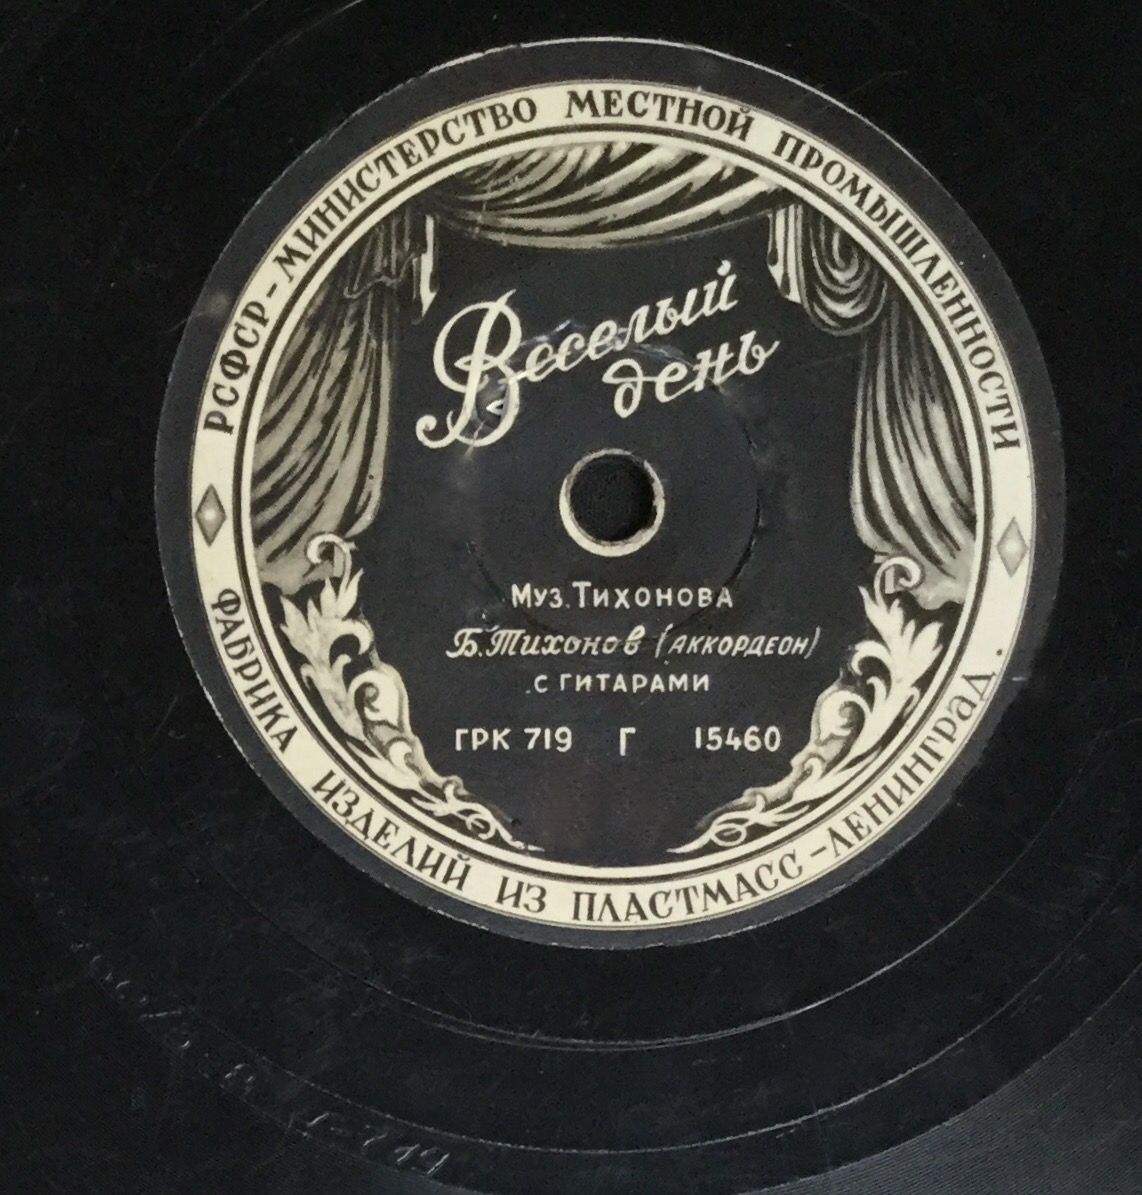 РСФСР - МИНИСТЕРСТВО МЕСТНОЙ ПРОМЫШЛЕННОСТИ
Веселый
день
Муз. ТИХОНОВА
Б. Тихонов (АККОРДЕОН)
С ГИТАРАМИ
ГРК 719 Г 15460
ФАБРИКА ИЗДЕЛИЙ ИЗ ПЛАСТМАСС - ЛЕНИНГРАД.